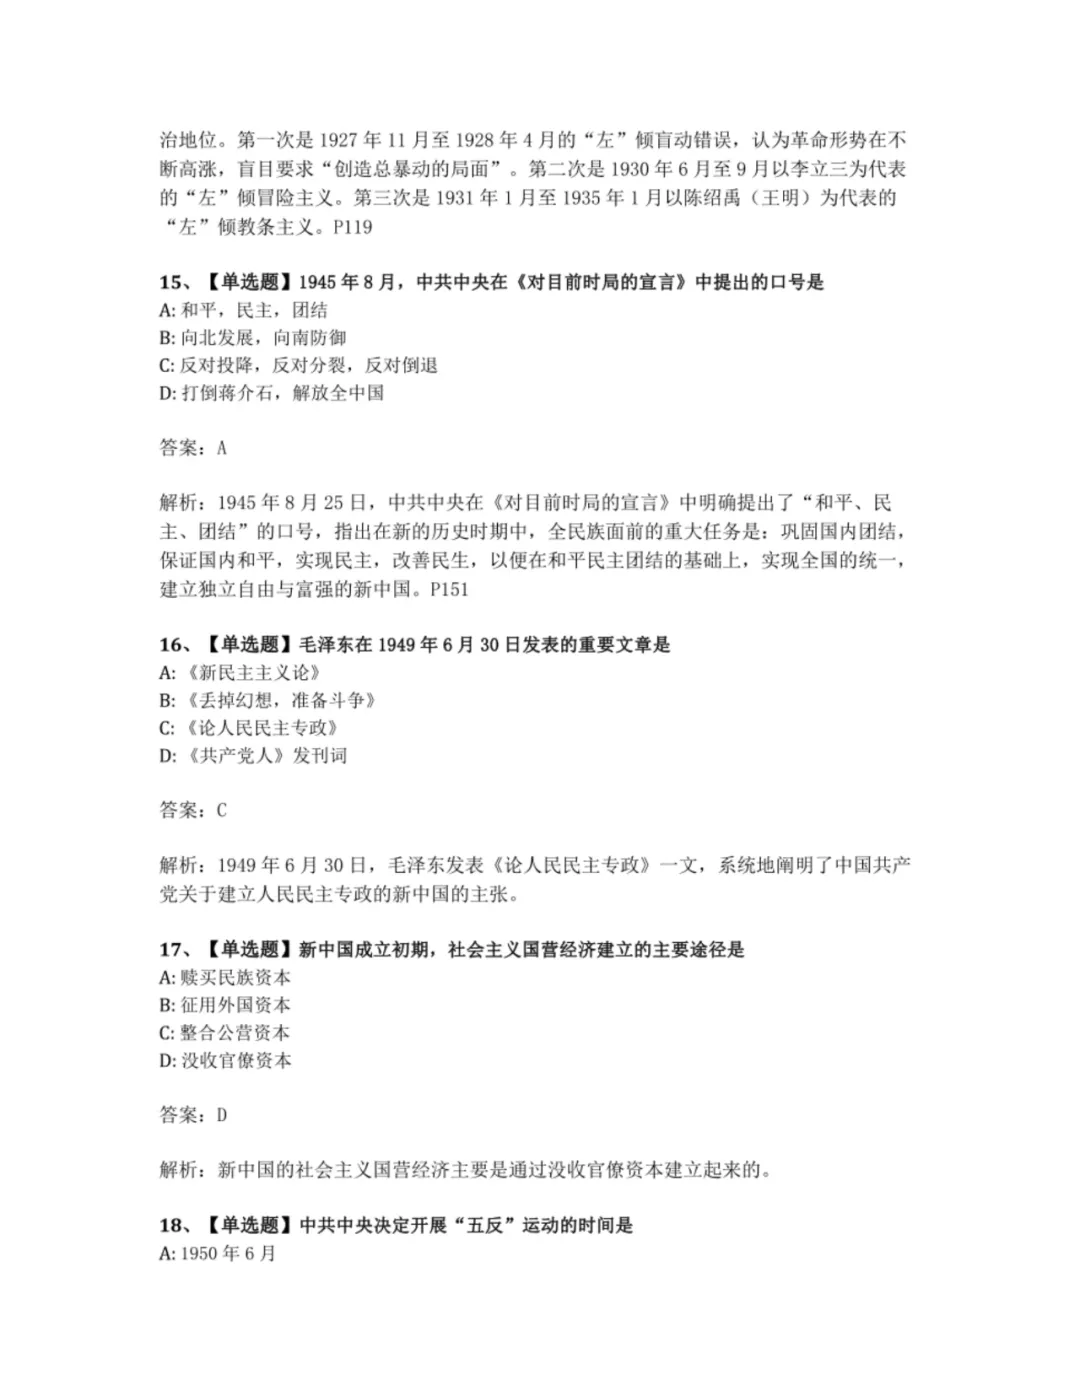 治地位。第一次是 1927 年 11 月至 1928 年 4 月的“左”倾盲动错误，认为革命形势在不
断高涨，盲目要求“创造总暴动的局面”。第二次是 1930 年 6 月至 9 月以李立三为代表
的“左”倾冒险主义。第三次是 1931 年 1 月至 1935 年 1 月以陈绍禹（王明）为代表的
“左”倾教条主义。P119
15、【单选题】1945 年 8 月，中共中央在《对目前时局的宣言》中提出的口号是
A: 和平，民主，团结
B: 向北发展，向南防御
C: 反对投降，反对分裂，反对倒退
D: 打倒蒋介石，解放全中国
答案：A
解析：1945 年 8 月 25 日，中共中央在《对目前时局的宣言》中明确提出了“和平、民
主、团结”的口号，指出在新的历史时期中，全民族面前的重大任务是：巩固国内团结，
保证国内和平，实现民主，改善民生，以便在和平民主团结的基础上，实现全国的统一，
建立独立自由与富强的新中国。P151
16、【单选题】毛泽东在 1949 年 6 月 30 日发表的重要文章是
A: 《新民主主义论》
B: 《丢掉幻想，准备斗争》
C: 《论人民民主专政》
D: 《共产党人》发刊词
答案：C
解析：1949 年 6 月 30 日，毛泽东发表《论人民民主专政》一文，系统地阐明了中国共产
党关于建立人民民主专政的新中国的主张。
17、【单选题】新中国成立初期，社会主义国营经济建立的主要途径是
A: 赎买民族资本
B: 征用外国资本
C: 整合公营资本
D: 没收官僚资本
答案：D
解析：新中国的社会主义国营经济主要是通过没收官僚资本建立起来的。
18、【单选题】中共中央决定开展“五反”运动的时间是
A: 1950 年 6 月